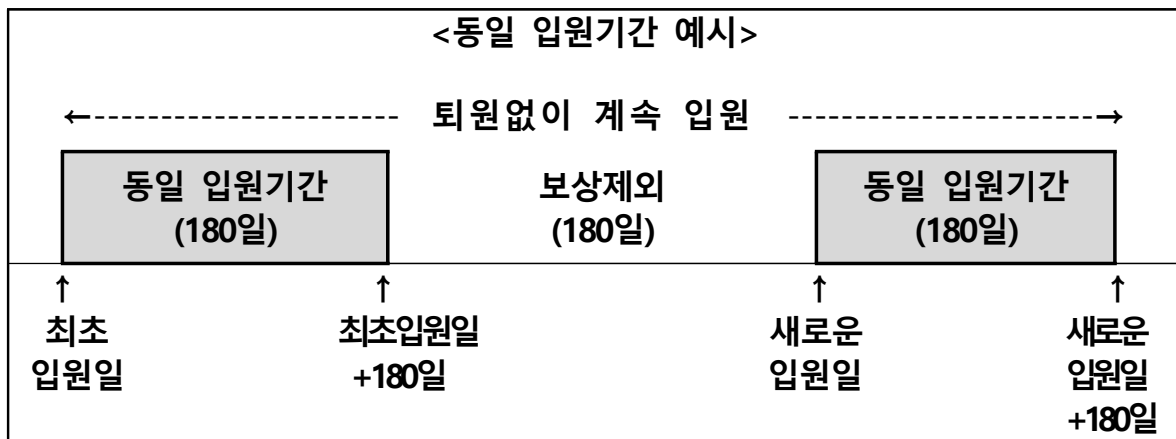 <동일 입원기간 예시>
←---------------------- 퇴원없이 계속 입원 ----------------------→
동일 입원기간 보상제외 동일 입원기간
(180일) (180일) (180일)
↑ ↑ ↑ ↑
최초 최초입원일 새로운 새로운
입원일 +180일 입원일 입원일
+180일